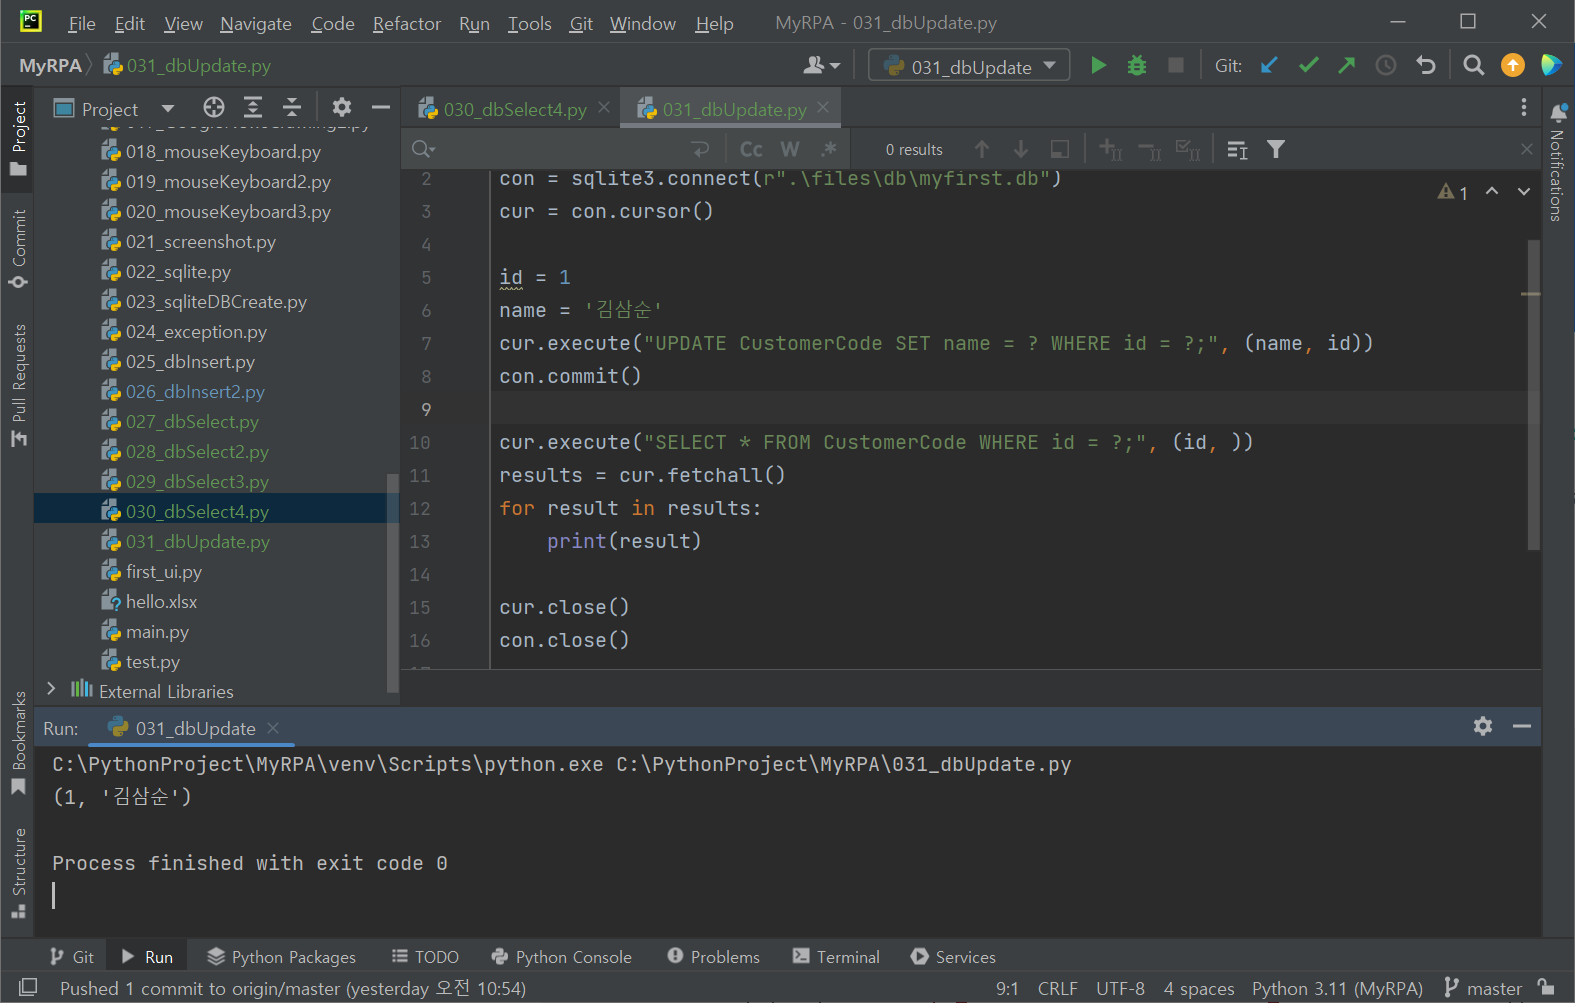 File Edit View Navigate Code Refactor Run Tools Git Window Help MyRPA - 031_dbUpdate.py
MyRPA 031_dbUpdate.py 031_dbUpdate Git:
Project
Project
030_dbSelect4.py 031_dbUpdate.py
018_mouseKeyboard.py
019_mouseKeyboard2.py
020_mouseKeyboard3.py
021_screenshot.py
022_sqlite.py
023_sqliteDBCreate.py
024_exception.py
025_dbInsert.py
026_dbInsert2.py
027_dbSelect.py
028_dbSelect2.py
029_dbSelect3.py
030_dbSelect4.py
031_dbUpdate.py
first_ui.py
hello.xlsx
main.py
test.py
External Libraries
Commit
Pull Requests
Bookmarks
Structure
Notifications
Cc W .* 0 results
1
2 con = sqlite3.connect(r".\files\db\myfirst.db")
3 cur = con.cursor()
4
5 id = 1
6 name = '김삼순'
7 cur.execute("UPDATE CustomerCode SET name = ? WHERE id = ?;", (name, id))
8 con.commit()
9
10 cur.execute("SELECT * FROM CustomerCode WHERE id = ?;", (id, ))
11 results = cur.fetchall()
12 for result in results:
13 print(result)
14
15 cur.close()
16 con.close()
Run: 031_dbUpdate
C:\PythonProject\MyRPA\venv\Scripts\python.exe C:\PythonProject\MyRPA\031_dbUpdate.py
(1, '김삼순')
Process finished with exit code 0
Git Run Python Packages TODO Python Console Problems Terminal Services
Pushed 1 commit to origin/master (yesterday 오전 10:54) 9:1 CRLF UTF-8 4 spaces Python 3.11 (MyRPA) master